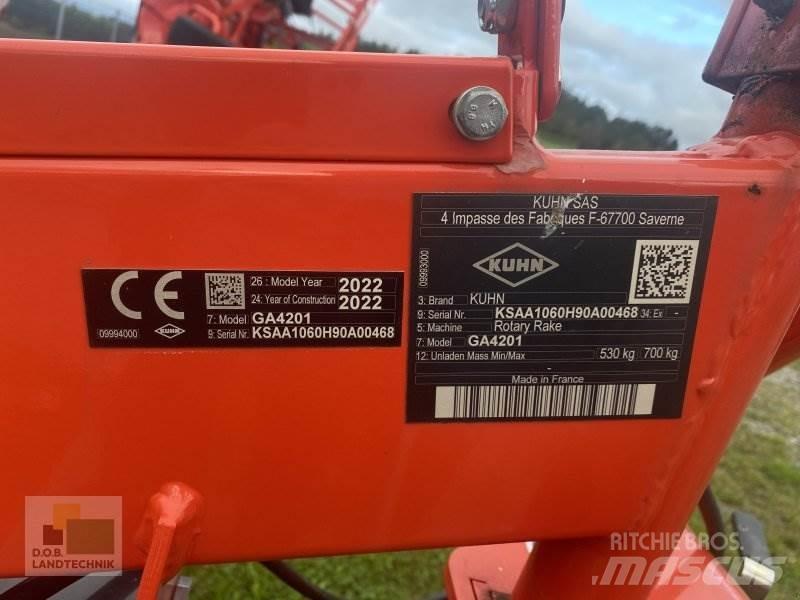 KUHN SAS
4 Impasse des Fabriques F-67700 Saverne
KUHN
09993000
3: Brand KUHN
9: Serial Nr. KSAA1060H90A00468 34: Ex -
5: Machine Rotary Rake
7: Model GA4201
12: Unladen Mass Min/Max 530 kg 700 kg
Made in France
CE
09994000
KUHN
26: Model Year 2022
24: Year of Construction 2022
7: Model GA4201
9: Serial Nr. KSAA1060H90A00468
D.O.B.
LANDTECHNIK
RITCHIE BROS.
MASCUS